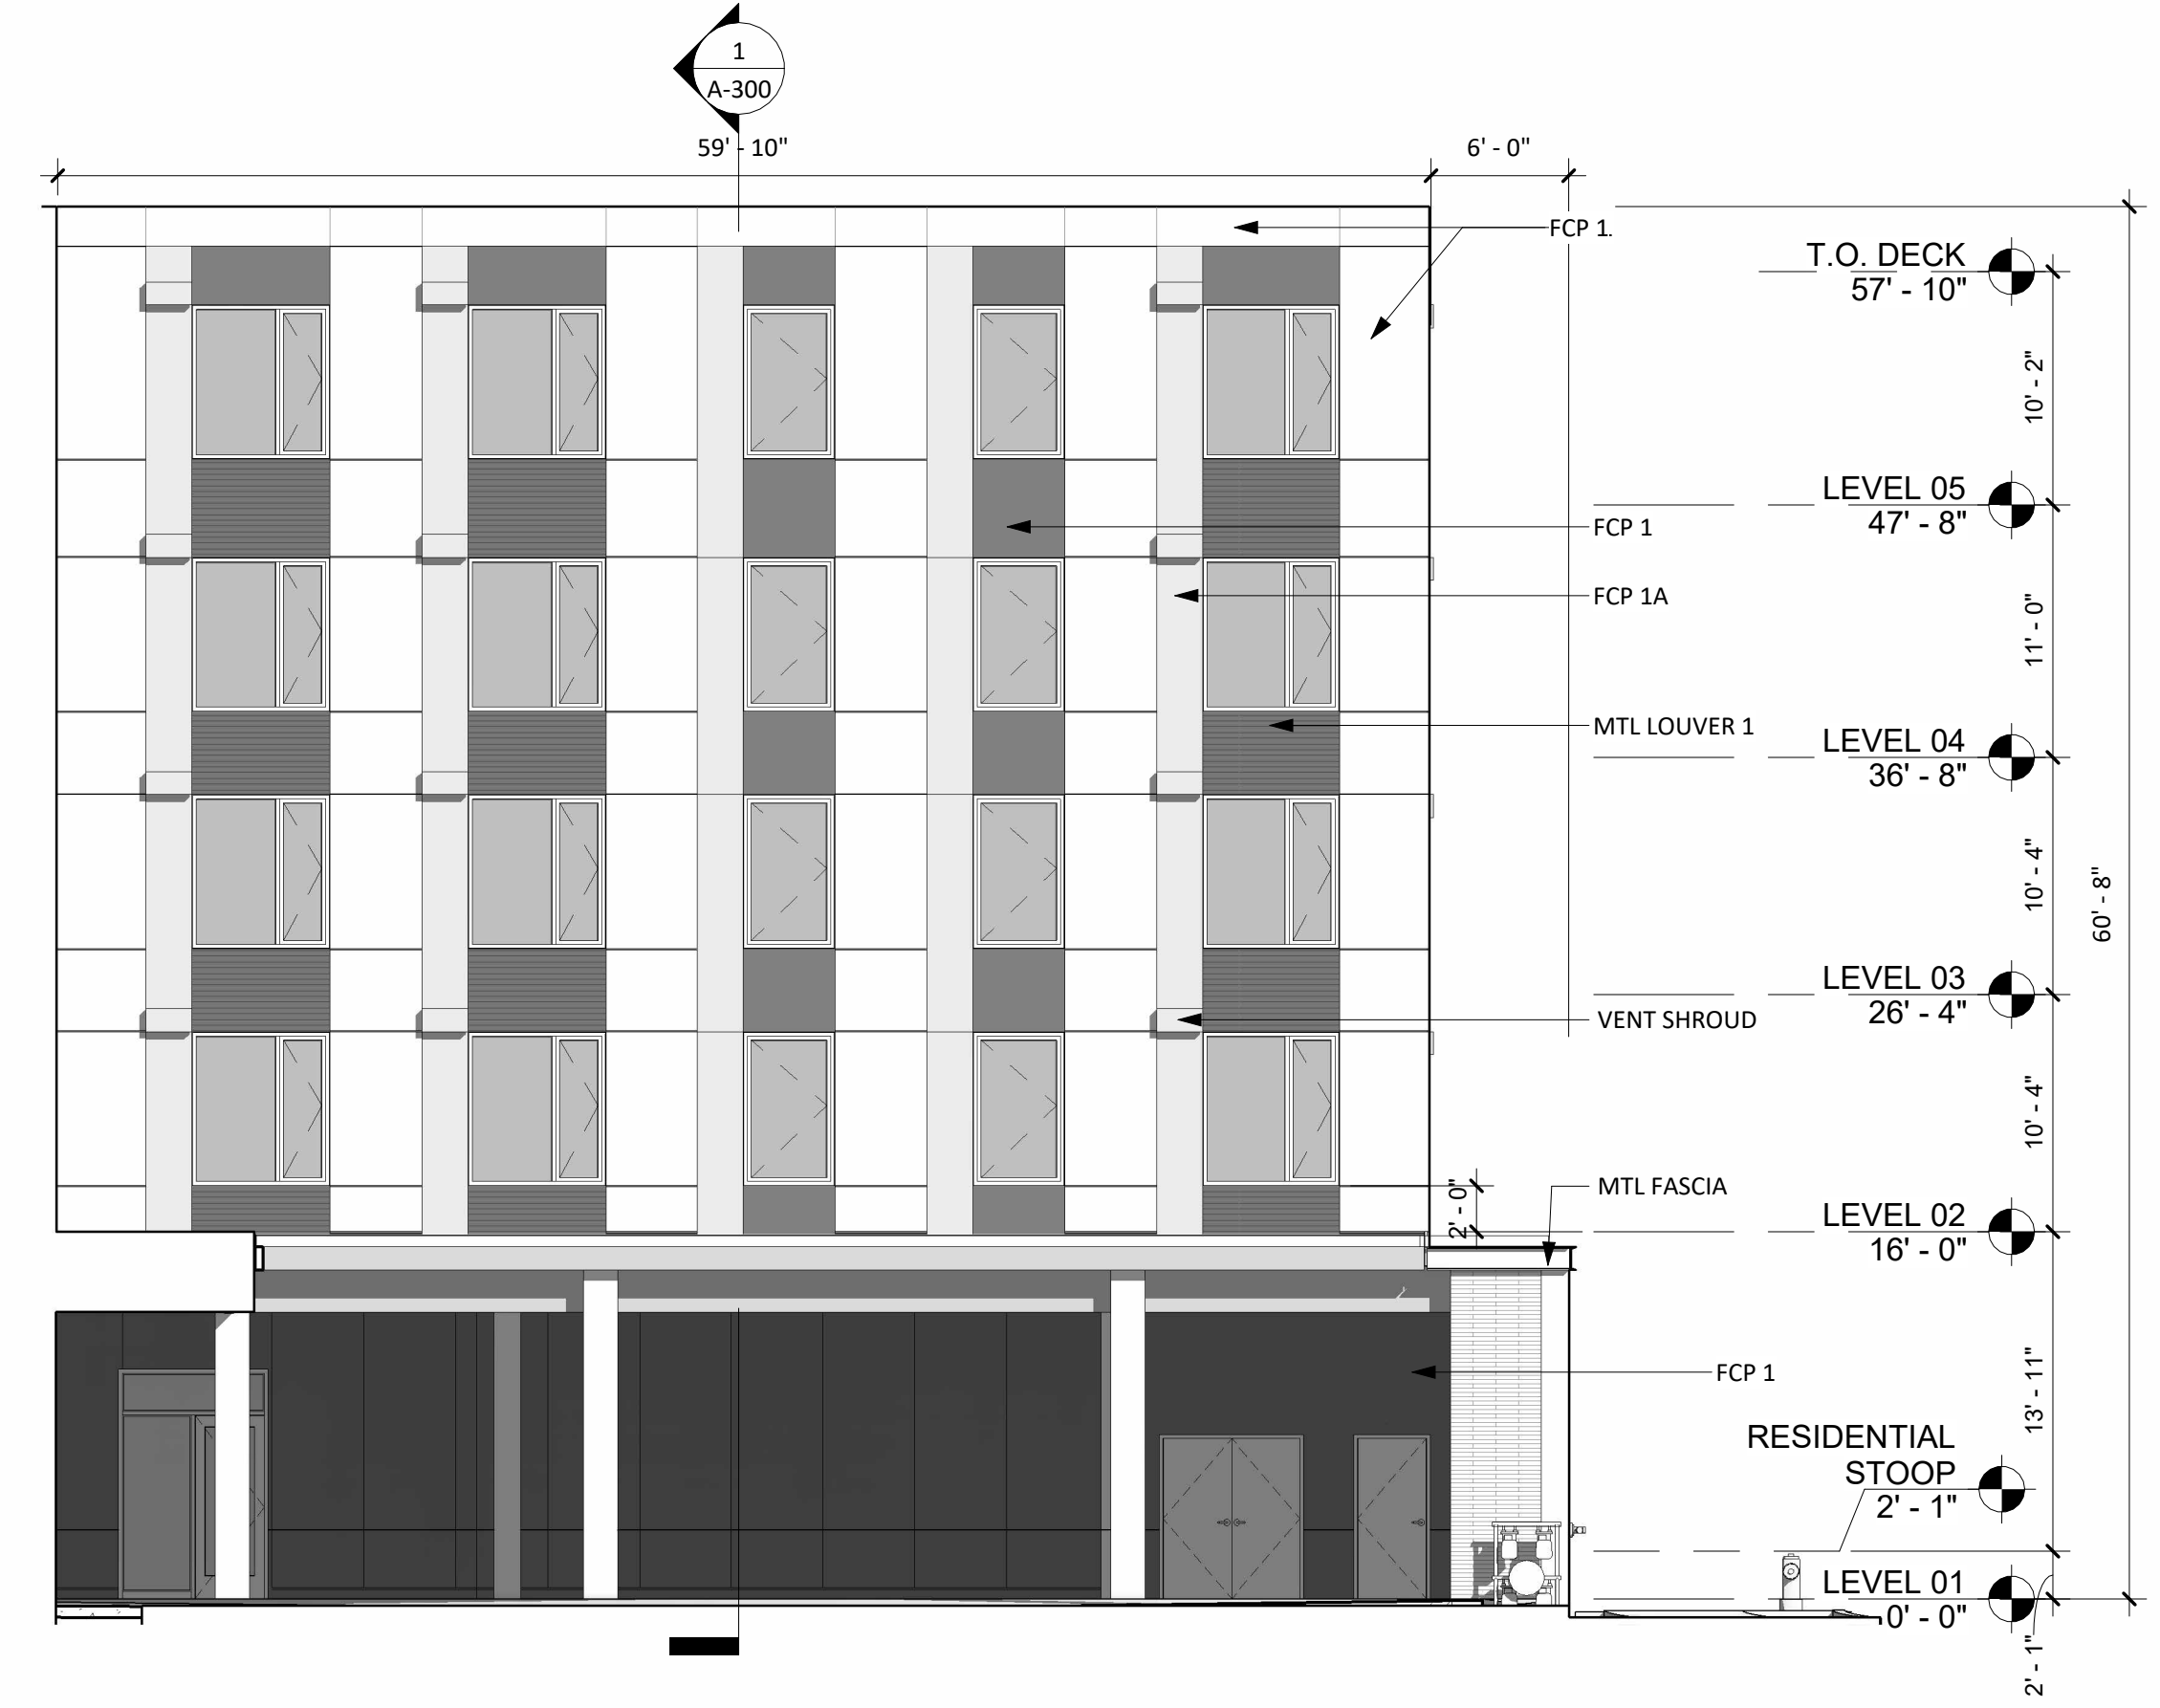 1
A-300
59' - 10"
6' - 0"
FCP 1.
T.O. DECK
57' - 10"
10' - 2"
LEVEL 05
47' - 8"
FCP 1
FCP 1A
11' - 0"
MTL LOUVER 1
LEVEL 04
36' - 8"
10' - 4"
60' - 8"
LEVEL 03
26' - 4"
VENT SHROUD
10' - 4"
MTL FASCIA
2' - 0"
LEVEL 02
16' - 0"
FCP 1
13' - 11"
RESIDENTIAL
STOOP
2' - 1"
LEVEL 01
0' - 0"
2' - 1"